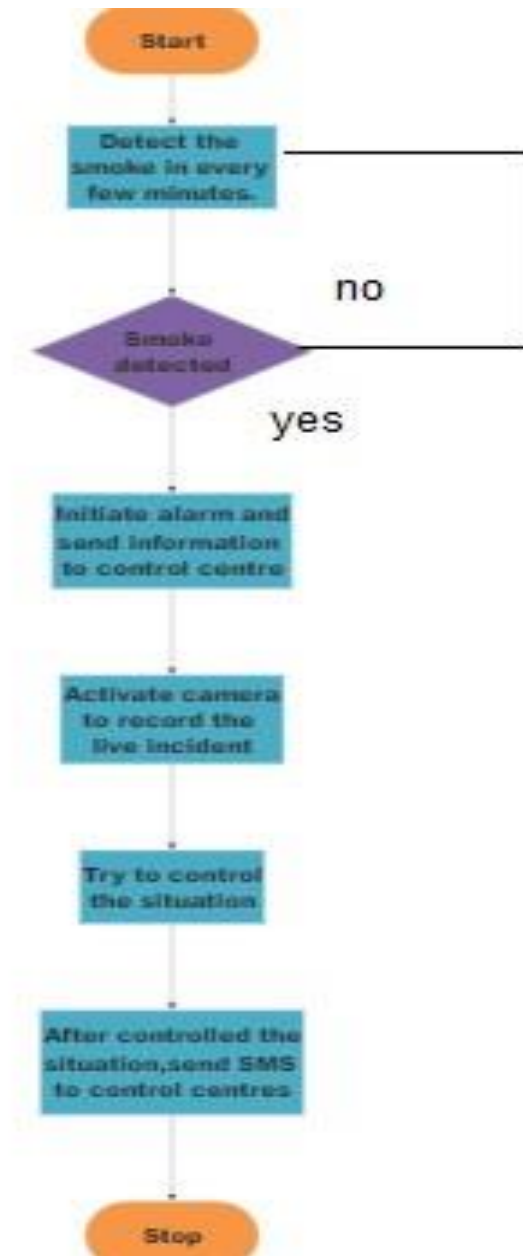 Start
Detect the
smoke in every
few minutes.
no
Smoke
detected
yes
Initiate alarm and
send information
to control centre
Activate camera
to record the
live incident
Try to control
the situation
After controlled the
situation,send SMS
to control centres
Stop